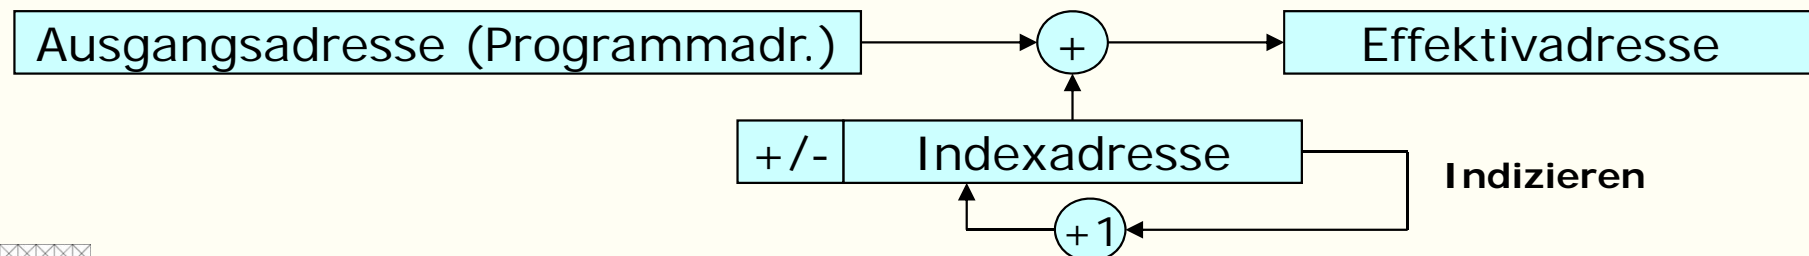 Ausgangsadresse (Programmadr.)
+
Effektivadresse
+/-
Indexadresse
Indizieren
+1